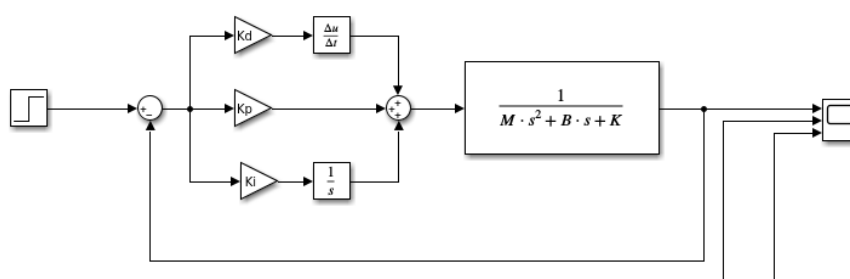 Kd
Δu
Δt
+
−
Kp
+
+
+
1
M · s² + B · s + K
Ki
1
s